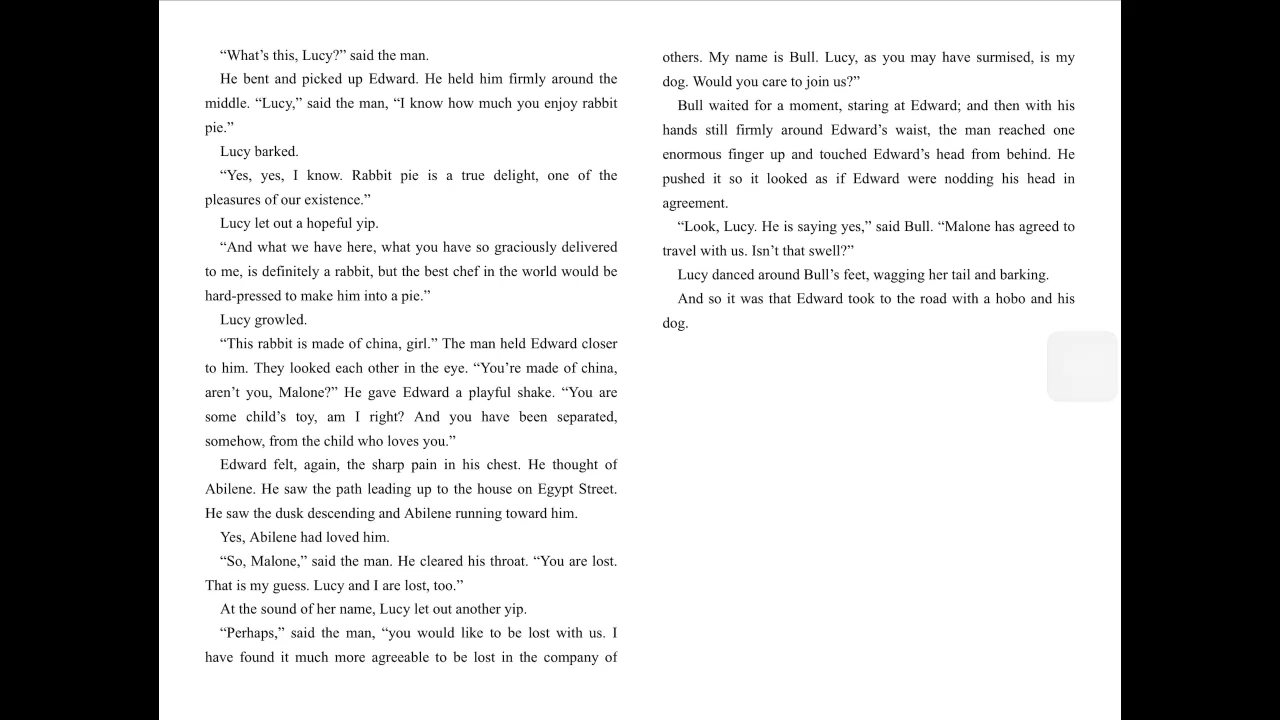 “What’s this, Lucy?” said the man.
He bent and picked up Edward. He held him firmly around the
middle. “Lucy,” said the man, “I know how much you enjoy rabbit
pie.”
Lucy barked.
“Yes, yes, I know. Rabbit pie is a true delight, one of the
pleasures of our existence.”
Lucy let out a hopeful yip.
“And what we have here, what you have so graciously delivered
to me, is definitely a rabbit, but the best chef in the world would be
hard-pressed to make him into a pie.”
Lucy growled.
“This rabbit is made of china, girl.” The man held Edward closer
to him. They looked each other in the eye. “You’re made of china,
aren’t you, Malone?” He gave Edward a playful shake. “You are
some child’s toy, am I right? And you have been separated,
somehow, from the child who loves you.”
Edward felt, again, the sharp pain in his chest. He thought of
Abilene. He saw the path leading up to the house on Egypt Street.
He saw the dusk descending and Abilene running toward him.
Yes, Abilene had loved him.
“So, Malone,” said the man. He cleared his throat. “You are lost.
That is my guess. Lucy and I are lost, too.”
At the sound of her name, Lucy let out another yip.
“Perhaps,” said the man, “you would like to be lost with us. I
have found it much more agreeable to be lost in the company of
others. My name is Bull. Lucy, as you may have surmised, is my
dog. Would you care to join us?”
Bull waited for a moment, staring at Edward; and then with his
hands still firmly around Edward’s waist, the man reached one
enormous finger up and touched Edward’s head from behind. He
pushed it so it looked as if Edward were nodding his head in
agreement.
“Look, Lucy. He is saying yes,” said Bull. “Malone has agreed to
travel with us. Isn’t that swell?”
Lucy danced around Bull’s feet, wagging her tail and barking.
And so it was that Edward took to the road with a hobo and his
dog.